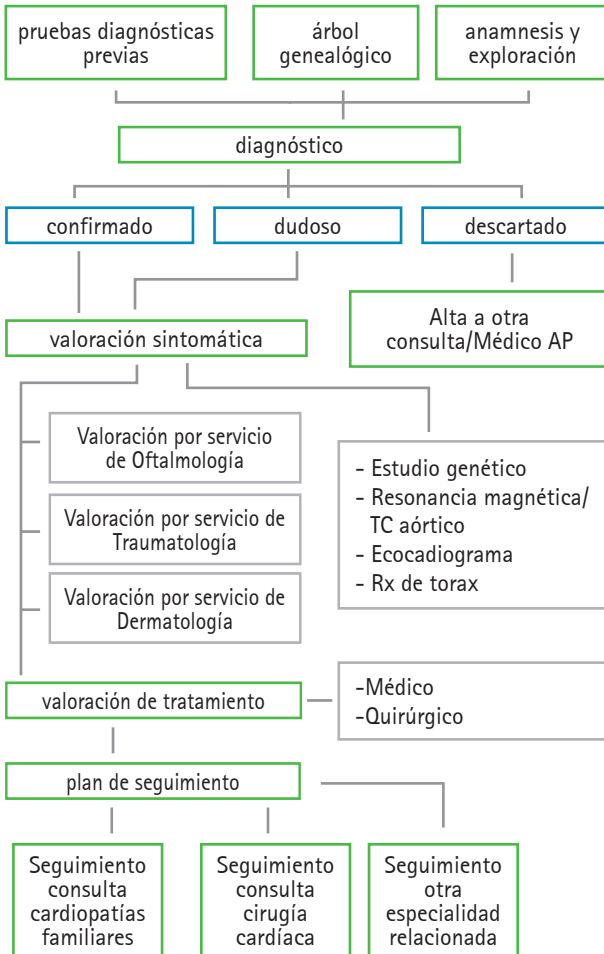 pruebas diagnósticas
previas
árbol
genealógico
anamnesis y
exploración
diagnóstico
confirmado
dudoso
descartado
valoración sintomática
Alta a otra
consulta/Médico AP
Valoración por servicio
de Oftalmología
Valoración por servicio de
Traumatología
Valoración por servicio de
Dermatología
- Estudio genético
- Resonancia magnética/
TC aórtico
- Ecocadiograma
- Rx de torax
valoración de tratamiento
-Médico
-Quirúrgico
plan de seguimiento
Seguimiento
consulta
cardiopatías
familiares
Seguimiento
consulta
cirugía
cardíaca
Seguimiento
otra
especialidad
relacionada